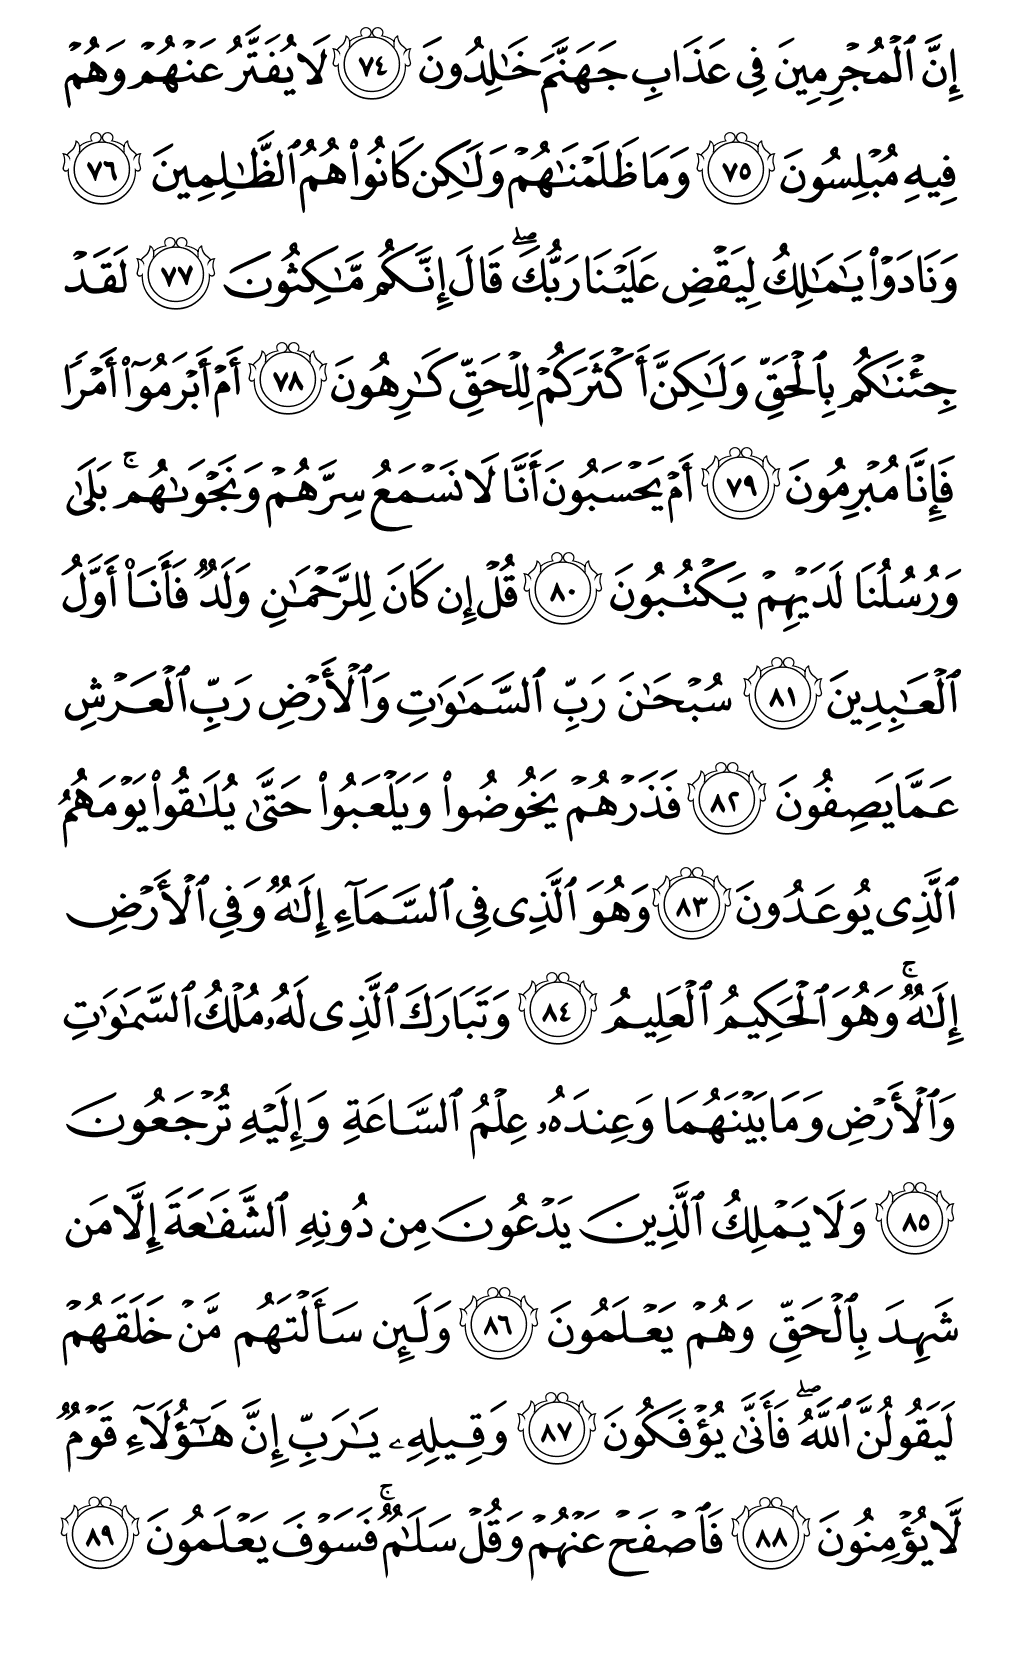 إِنَّ ٱلْمُجْرِمِينَ فِى عَذَابِ جَهَنَّمَ خَٰلِدُونَ ٧٤ لَا يُفَتَّرُ عَنْهُمْ وَهُمْ
فِيهِ مُبْلِسُونَ ٧٥ وَمَا ظَلَمْنَٰهُمْ وَلَٰكِن كَانُوا۟ هُمُ ٱلظَّٰلِمِينَ ٧٦
وَنَادَوْا۟ يَٰمَٰلِكُ لِيَقْضِ عَلَيْنَا رَبُّكَ ۖ قَالَ إِنَّكُم مَّٰكِثُونَ ٧٧ لَقَدْ
جِئْنَٰكُم بِٱلْحَقِّ وَلَٰكِنَّ أَكْثَرَكُمْ لِلْحَقِّ كَٰرِهُونَ ٧٨ أَمْ أَبْرَمُوٓا۟ أَمْرًا
فَإِنَّا مُبْرِمُونَ ٧٩ أَمْ يَحْسَبُونَ أَنَّا لَا نَسْمَعُ سِرَّهُمْ وَنَجْوَىٰهُم ۚ بَلَىٰ
وَرُسُلُنَا لَدَيْهِمْ يَكْتُبُونَ ٨٠ قُلْ إِن كَانَ لِلرَّحْمَٰنِ وَلَدٌ فَأَنَا۠ أَوَّلُ
ٱلْعَٰبِدِينَ ٨١ سُبْحَٰنَ رَبِّ ٱلسَّمَٰوَٰتِ وَٱلْأَرْضِ رَبِّ ٱلْعَرْشِ
عَمَّا يَصِفُونَ ٨٢ فَذَرْهُمْ يَخُوضُوا۟ وَيَلْعَبُوا۟ حَتَّىٰ يُلَٰقُوا۟ يَوْمَهُمُ
ٱلَّذِى يُوعَدُونَ ٨٣ وَهُوَ ٱلَّذِى فِى ٱلسَّمَآءِ إِلَٰهٌ وَفِى ٱلْأَرْضِ
إِلَٰهٌ ۚ وَهُوَ ٱلْحَكِيمُ ٱلْعَلِيمُ ٨٤ وَتَبَارَكَ ٱلَّذِى لَهُۥ مُلْكُ ٱلسَّمَٰوَٰتِ
وَٱلْأَرْضِ وَمَا بَيْنَهُمَا وَعِندَهُۥ عِلْمُ ٱلسَّاعَةِ وَإِلَيْهِ تُرْجَعُونَ
٨٥ وَلَا يَمْلِكُ ٱلَّذِينَ يَدْعُونَ مِن دُونِهِ ٱلشَّفَٰعَةَ إِلَّا مَن
شَهِدَ بِٱلْحَقِّ وَهُمْ يَعْلَمُونَ ٨٦ وَلَئِن سَأَلْتَهُم مَّنْ خَلَقَهُمْ
لَيَقُولُنَّ ٱللَّهُ ۖ فَأَنَّىٰ يُؤْفَكُونَ ٨٧ وَقِيلِهِۦ يَٰرَبِّ إِنَّ هَٰٓؤُلَآءِ قَوْمٌ
لَّا يُؤْمِنُونَ ٨٨ فَٱصْفَحْ عَنْهُمْ وَقُلْ سَلَٰمٌ ۚ فَسَوْفَ يَعْلَمُونَ ٨٩